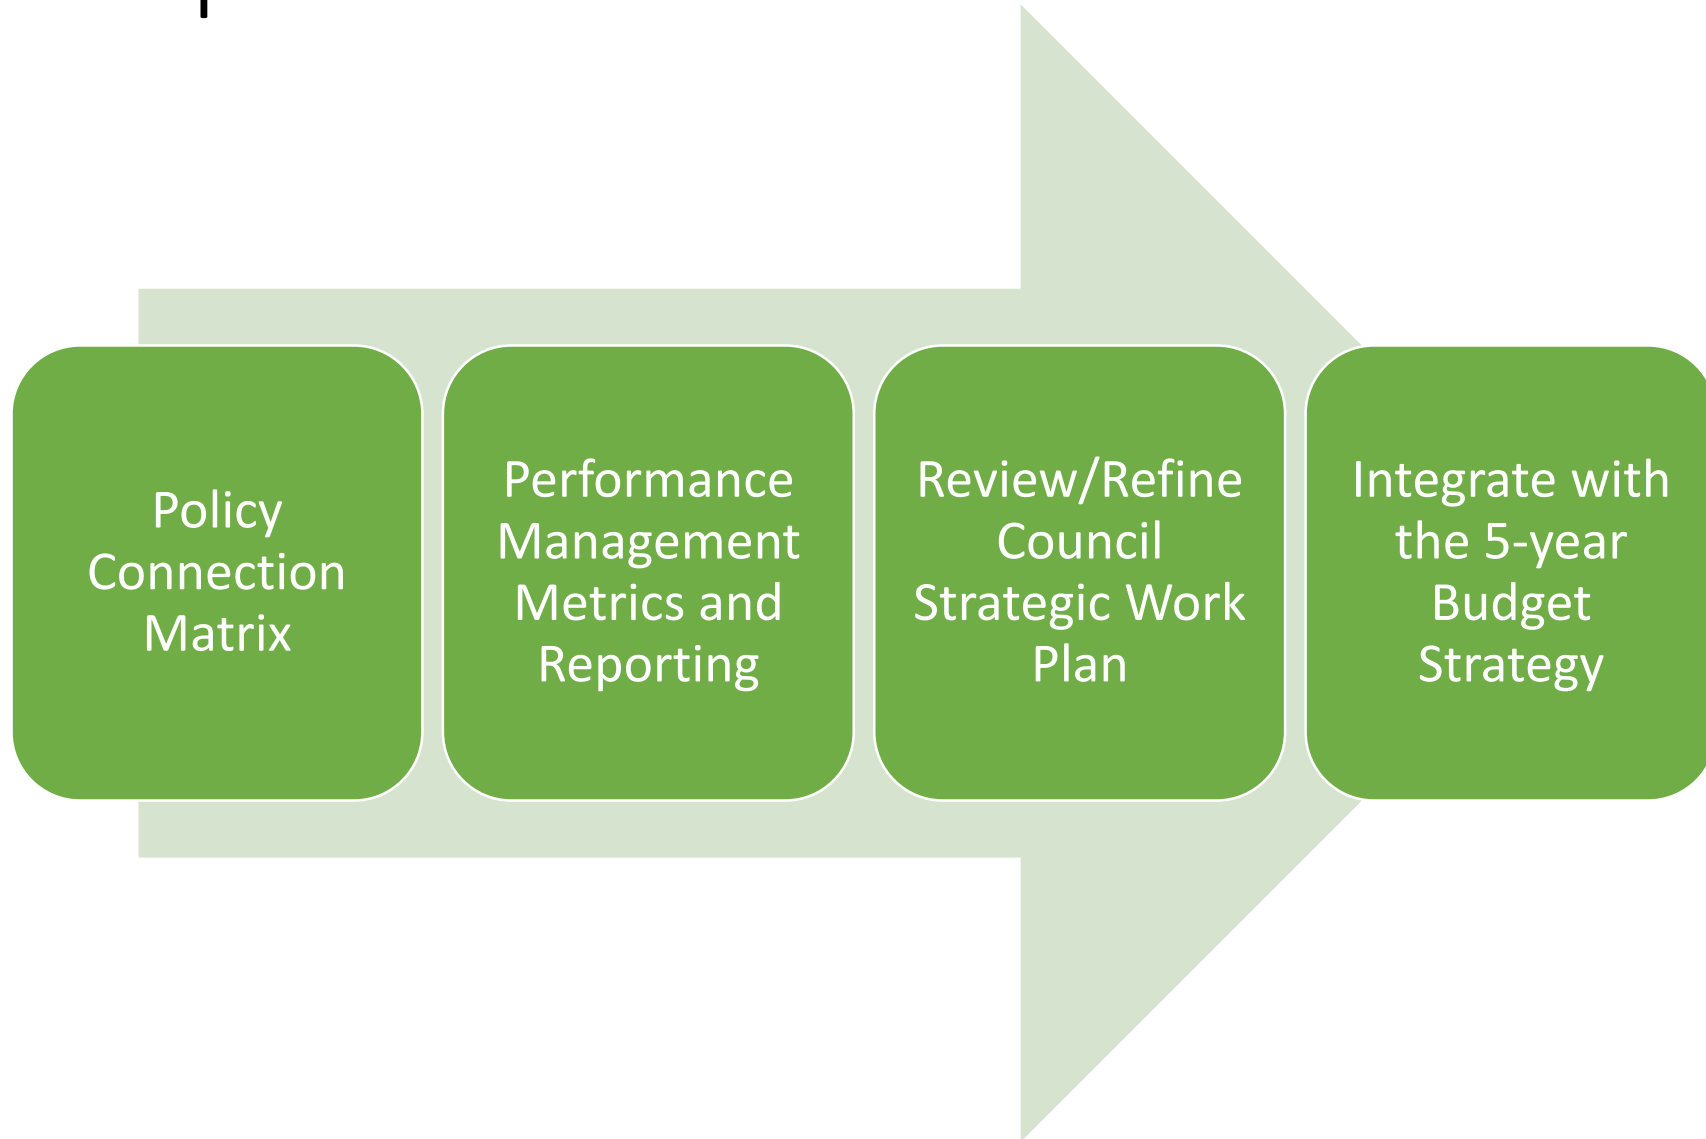 Policy
Connection
Matrix
Performance
Management
Metrics and
Reporting
Review/Refine
Council
Strategic Work
Plan
Integrate with
the 5-year
Budget
Strategy